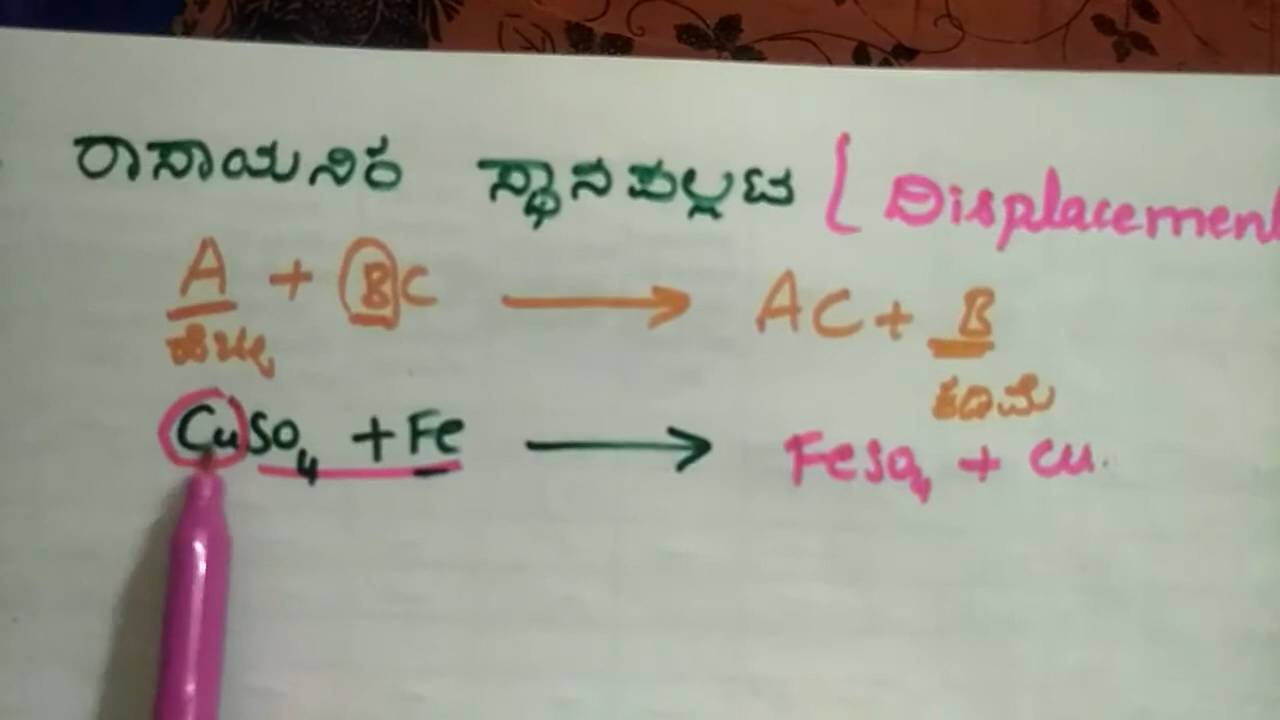 ರಾಸಾಯನಿಕ ಸ್ಥಾನಪಲ್ಲಟ ( Displacement
A + BC → AC + B
ಹೆಚ್ಚು ಕಡಿಮೆ
CuSO₄ + Fe → FeSO₄ + Cu.